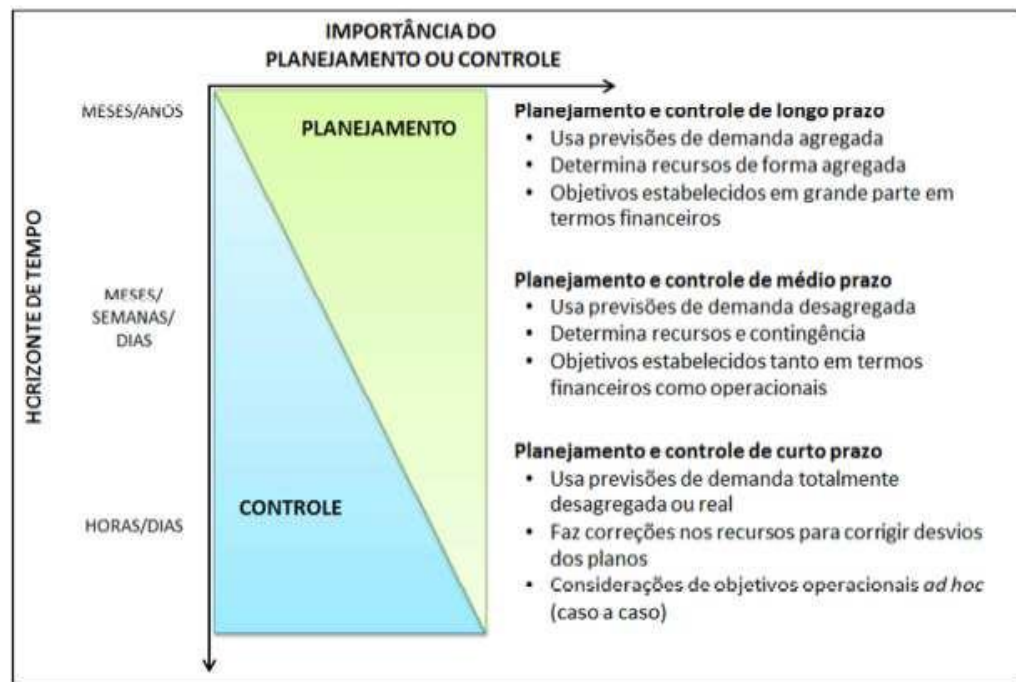 IMPORTÂNCIA DO
PLANEJAMENTO OU CONTROLE
HORIZONTE DE TEMPO
MESES/ANOS
MESES/
SEMANAS/
DIAS
HORAS/DIAS
PLANEJAMENTO
CONTROLE
Planejamento e controle de longo prazo
• Usa previsões de demanda agregada
• Determina recursos de forma agregada
• Objetivos estabelecidos em grande parte em
termos financeiros
Planejamento e controle de médio prazo
• Usa previsões de demanda desagregada
• Determina recursos e contingência
• Objetivos estabelecidos tanto em termos
financeiros como operacionais
Planejamento e controle de curto prazo
• Usa previsões de demanda totalmente
desagregada ou real
• Faz correções nos recursos para corrigir desvios
dos planos
• Considerações de objetivos operacionais ad hoc
(caso a caso)